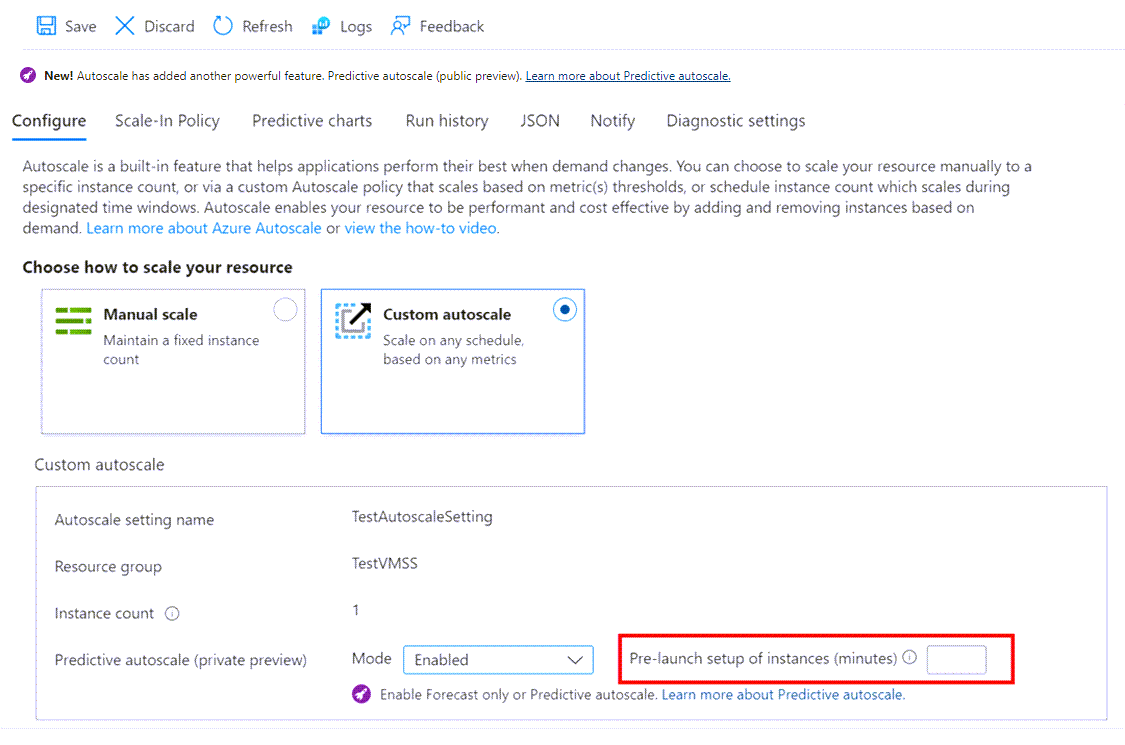 Save Discard Refresh Logs Feedback
New! Autoscale has added another powerful feature. Predictive autoscale (public preview). Learn more about Predictive autoscale.
Configure Scale-In Policy Predictive charts Run history JSON Notify Diagnostic settings
Autoscale is a built-in feature that helps applications perform their best when demand changes. You can choose to scale your resource manually to a
specific instance count, or via a custom Autoscale policy that scales based on metric(s) thresholds, or schedule instance count which scales during
designated time windows. Autoscale enables your resource to be performant and cost effective by adding and removing instances based on
demand. Learn more about Azure Autoscale or view the how-to video.
Choose how to scale your resource
Manual scale
Maintain a fixed instance
count
Custom autoscale
Scale on any schedule,
based on any metrics
Custom autoscale
Autoscale setting name TestAutoscaleSetting
Resource group TestVMSS
Instance count 1
Predictive autoscale (private preview) Mode Enabled Pre-launch setup of instances (minutes)
Enable Forecast only or Predictive autoscale. Learn more about Predictive autoscale.